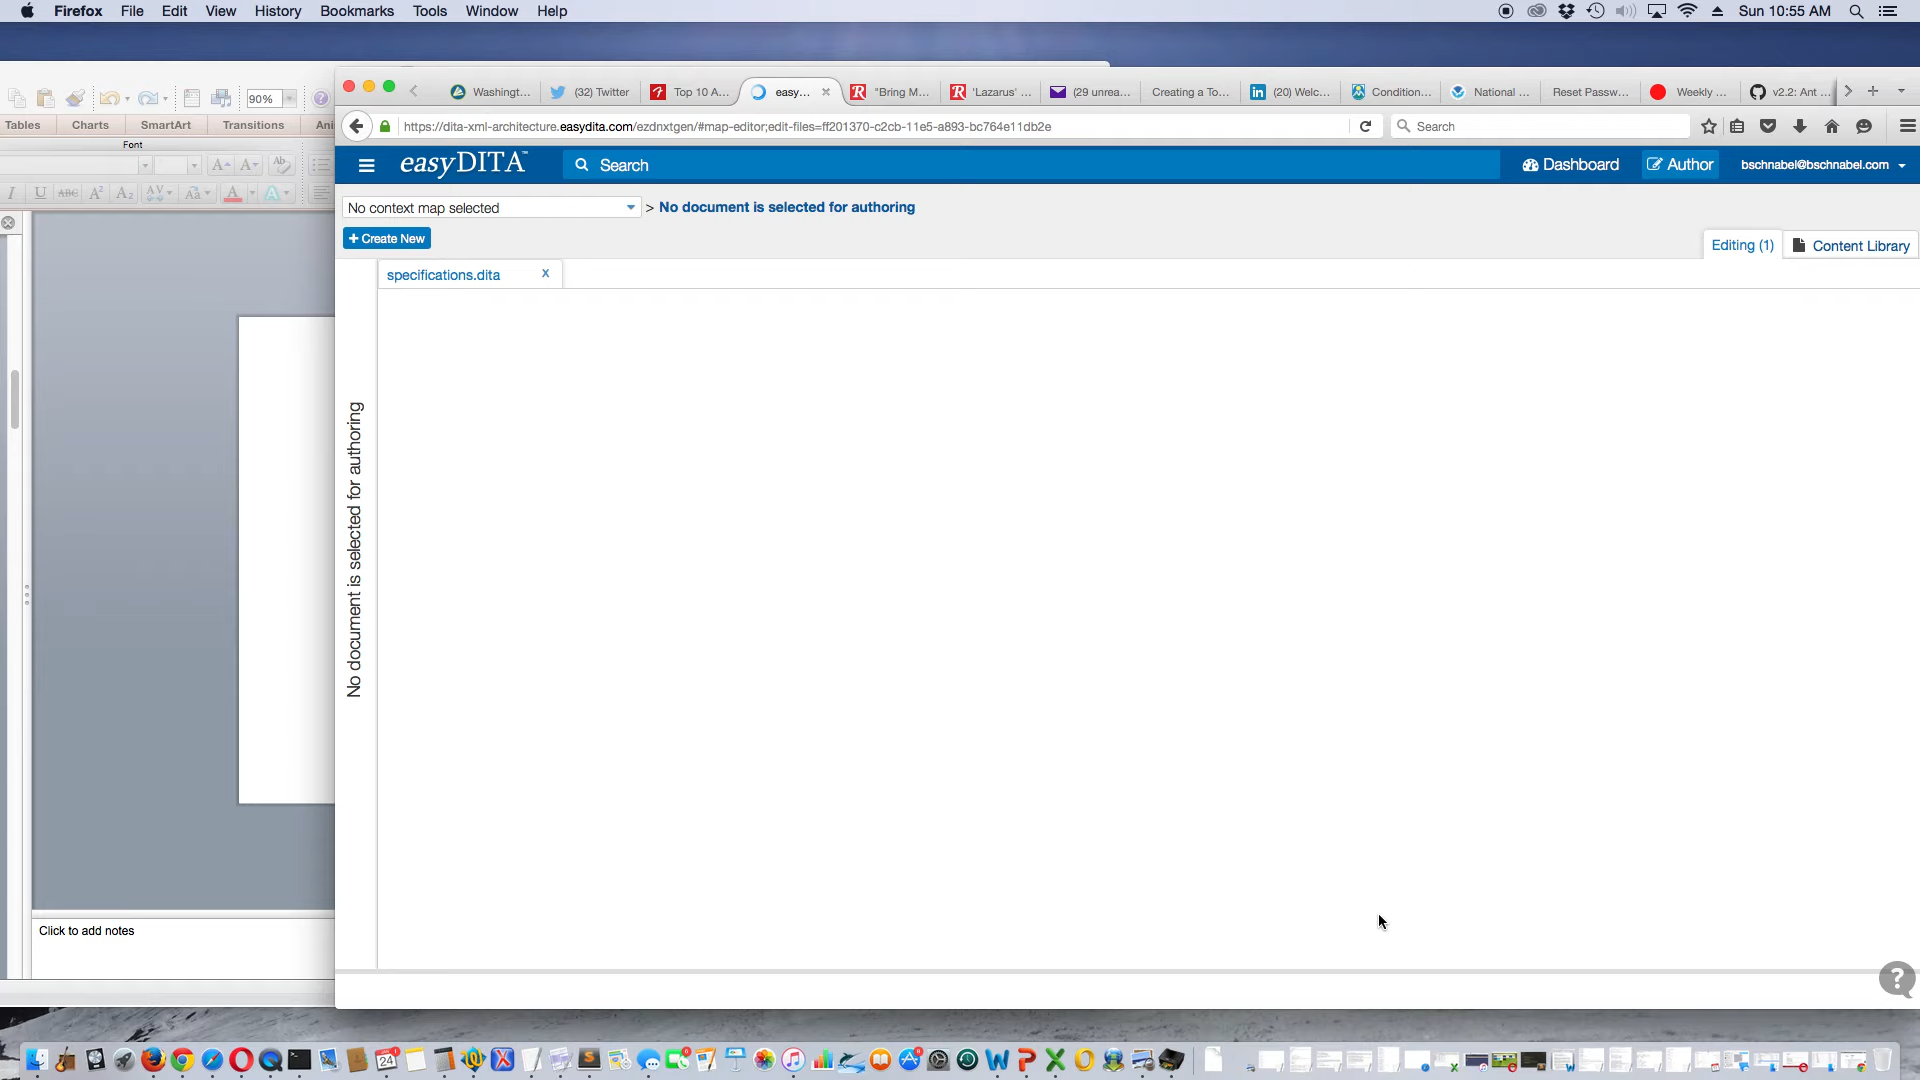 Firefox File Edit View History Bookmarks Tools Window Help
Sun 10:55 AM
90%
Tables Charts SmartArt Transitions Ani
Font
Washingt...
(32) Twitter
Top 10 A...
easy...
"Bring M...
'Lazarus' ...
(29 unrea...
Creating a To...
(20) Welc...
Condition...
National ...
Reset Passw...
Weekly ...
v2.2: Ant ...
https://dita-xml-architecture.easydita.com/ezdnxtgen/#map-editor;edit-files=ff201370-c2cb-11e5-a893-bc764e11db2e
Search
easyDITA™
Search
Dashboard
Author
bschnabel@bschnabel.com
No context map selected
> No document is selected for authoring
+ Create New
Editing (1)
Content Library
specifications.dita x
No document is selected for authoring
Click to add notes
?
24